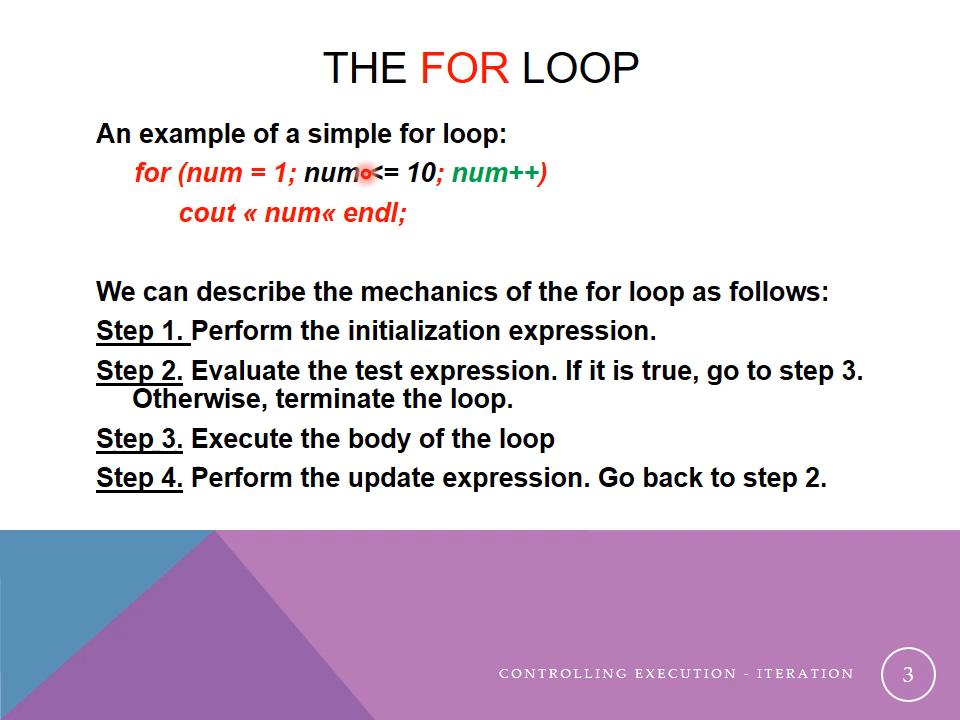 THE FOR LOOP
An example of a simple for loop:
for (num = 1; num <= 10; num++)
cout « num« endl;
We can describe the mechanics of the for loop as follows:
Step 1. Perform the initialization expression.
Step 2. Evaluate the test expression. If it is true, go to step 3.
Otherwise, terminate the loop.
Step 3. Execute the body of the loop
Step 4. Perform the update expression. Go back to step 2.
CONTROLLING EXECUTION - ITERATION
3